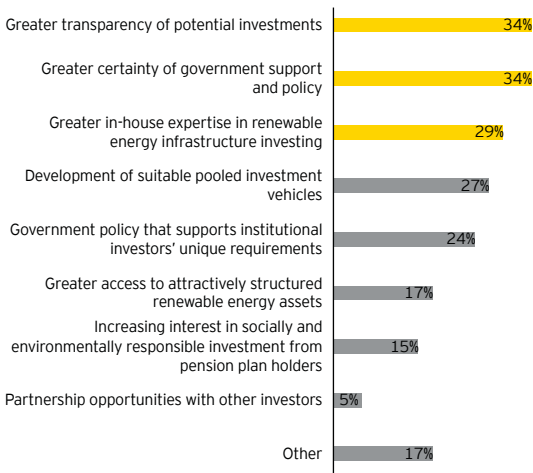 Greater transparency of potential investments
34%
Greater certainty of government support
and policy
34%
Greater in-house expertise in renewable
energy infrastructure investing
29%
Development of suitable pooled investment
vehicles
27%
Government policy that supports institutional
investors' unique requirements
24%
Greater access to attractively structured
renewable energy assets
17%
Increasing interest in socially and
environmentally responsible investment from
pension plan holders
15%
Partnership opportunities with other investors
5%
Other
17%